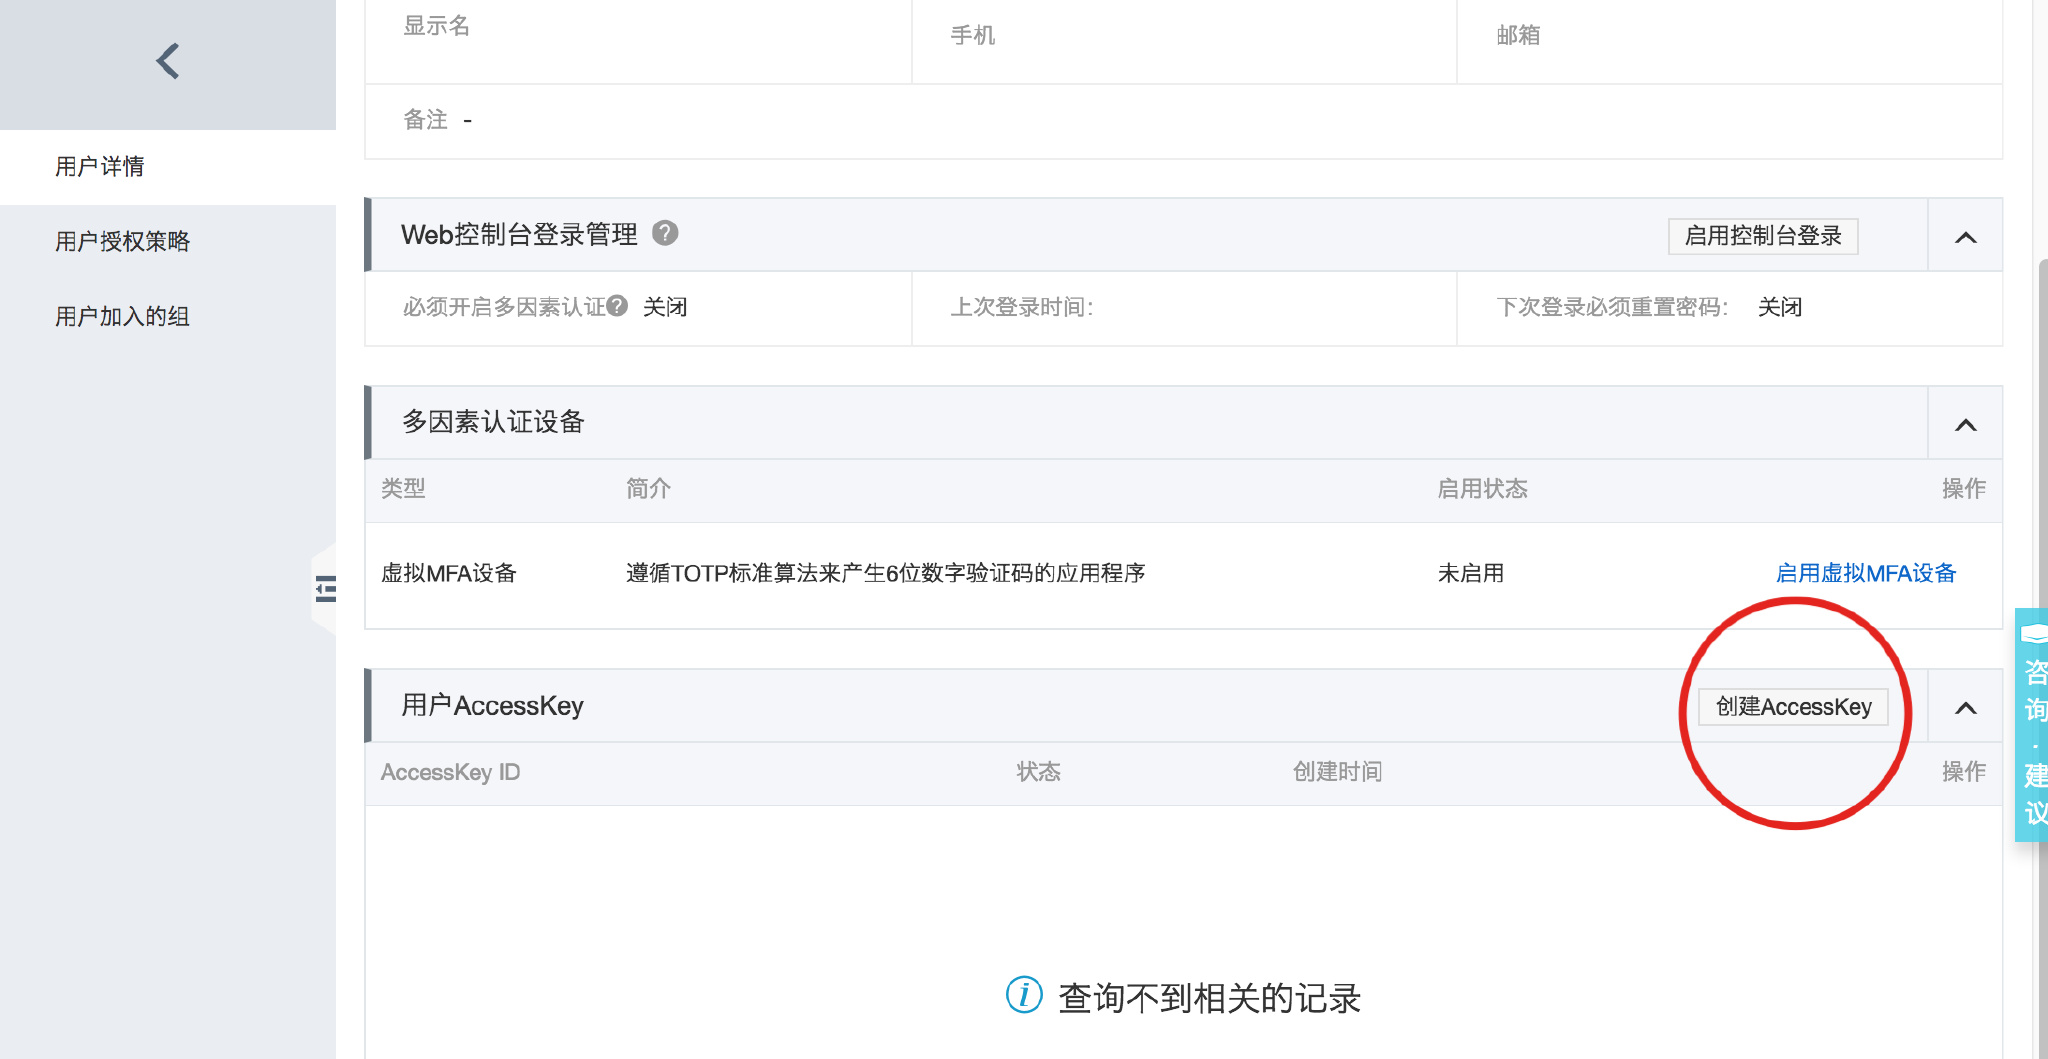 显示名
手机
邮箱
备注 -
用户详情
用户授权策略
用户加入的组
Web控制台登录管理 ?
启用控制台登录
必须开启多因素认证? 关闭
上次登录时间:
下次登录必须重置密码: 关闭
多因素认证设备
类型
简介
启用状态
操作
虚拟MFA设备
遵循TOTP标准算法来产生6位数字验证码的应用程序
未启用
启用虚拟MFA设备
用户AccessKey
创建AccessKey
AccessKey ID
状态
创建时间
操作
i 查询不到相关的记录
咨
询
·
建
议